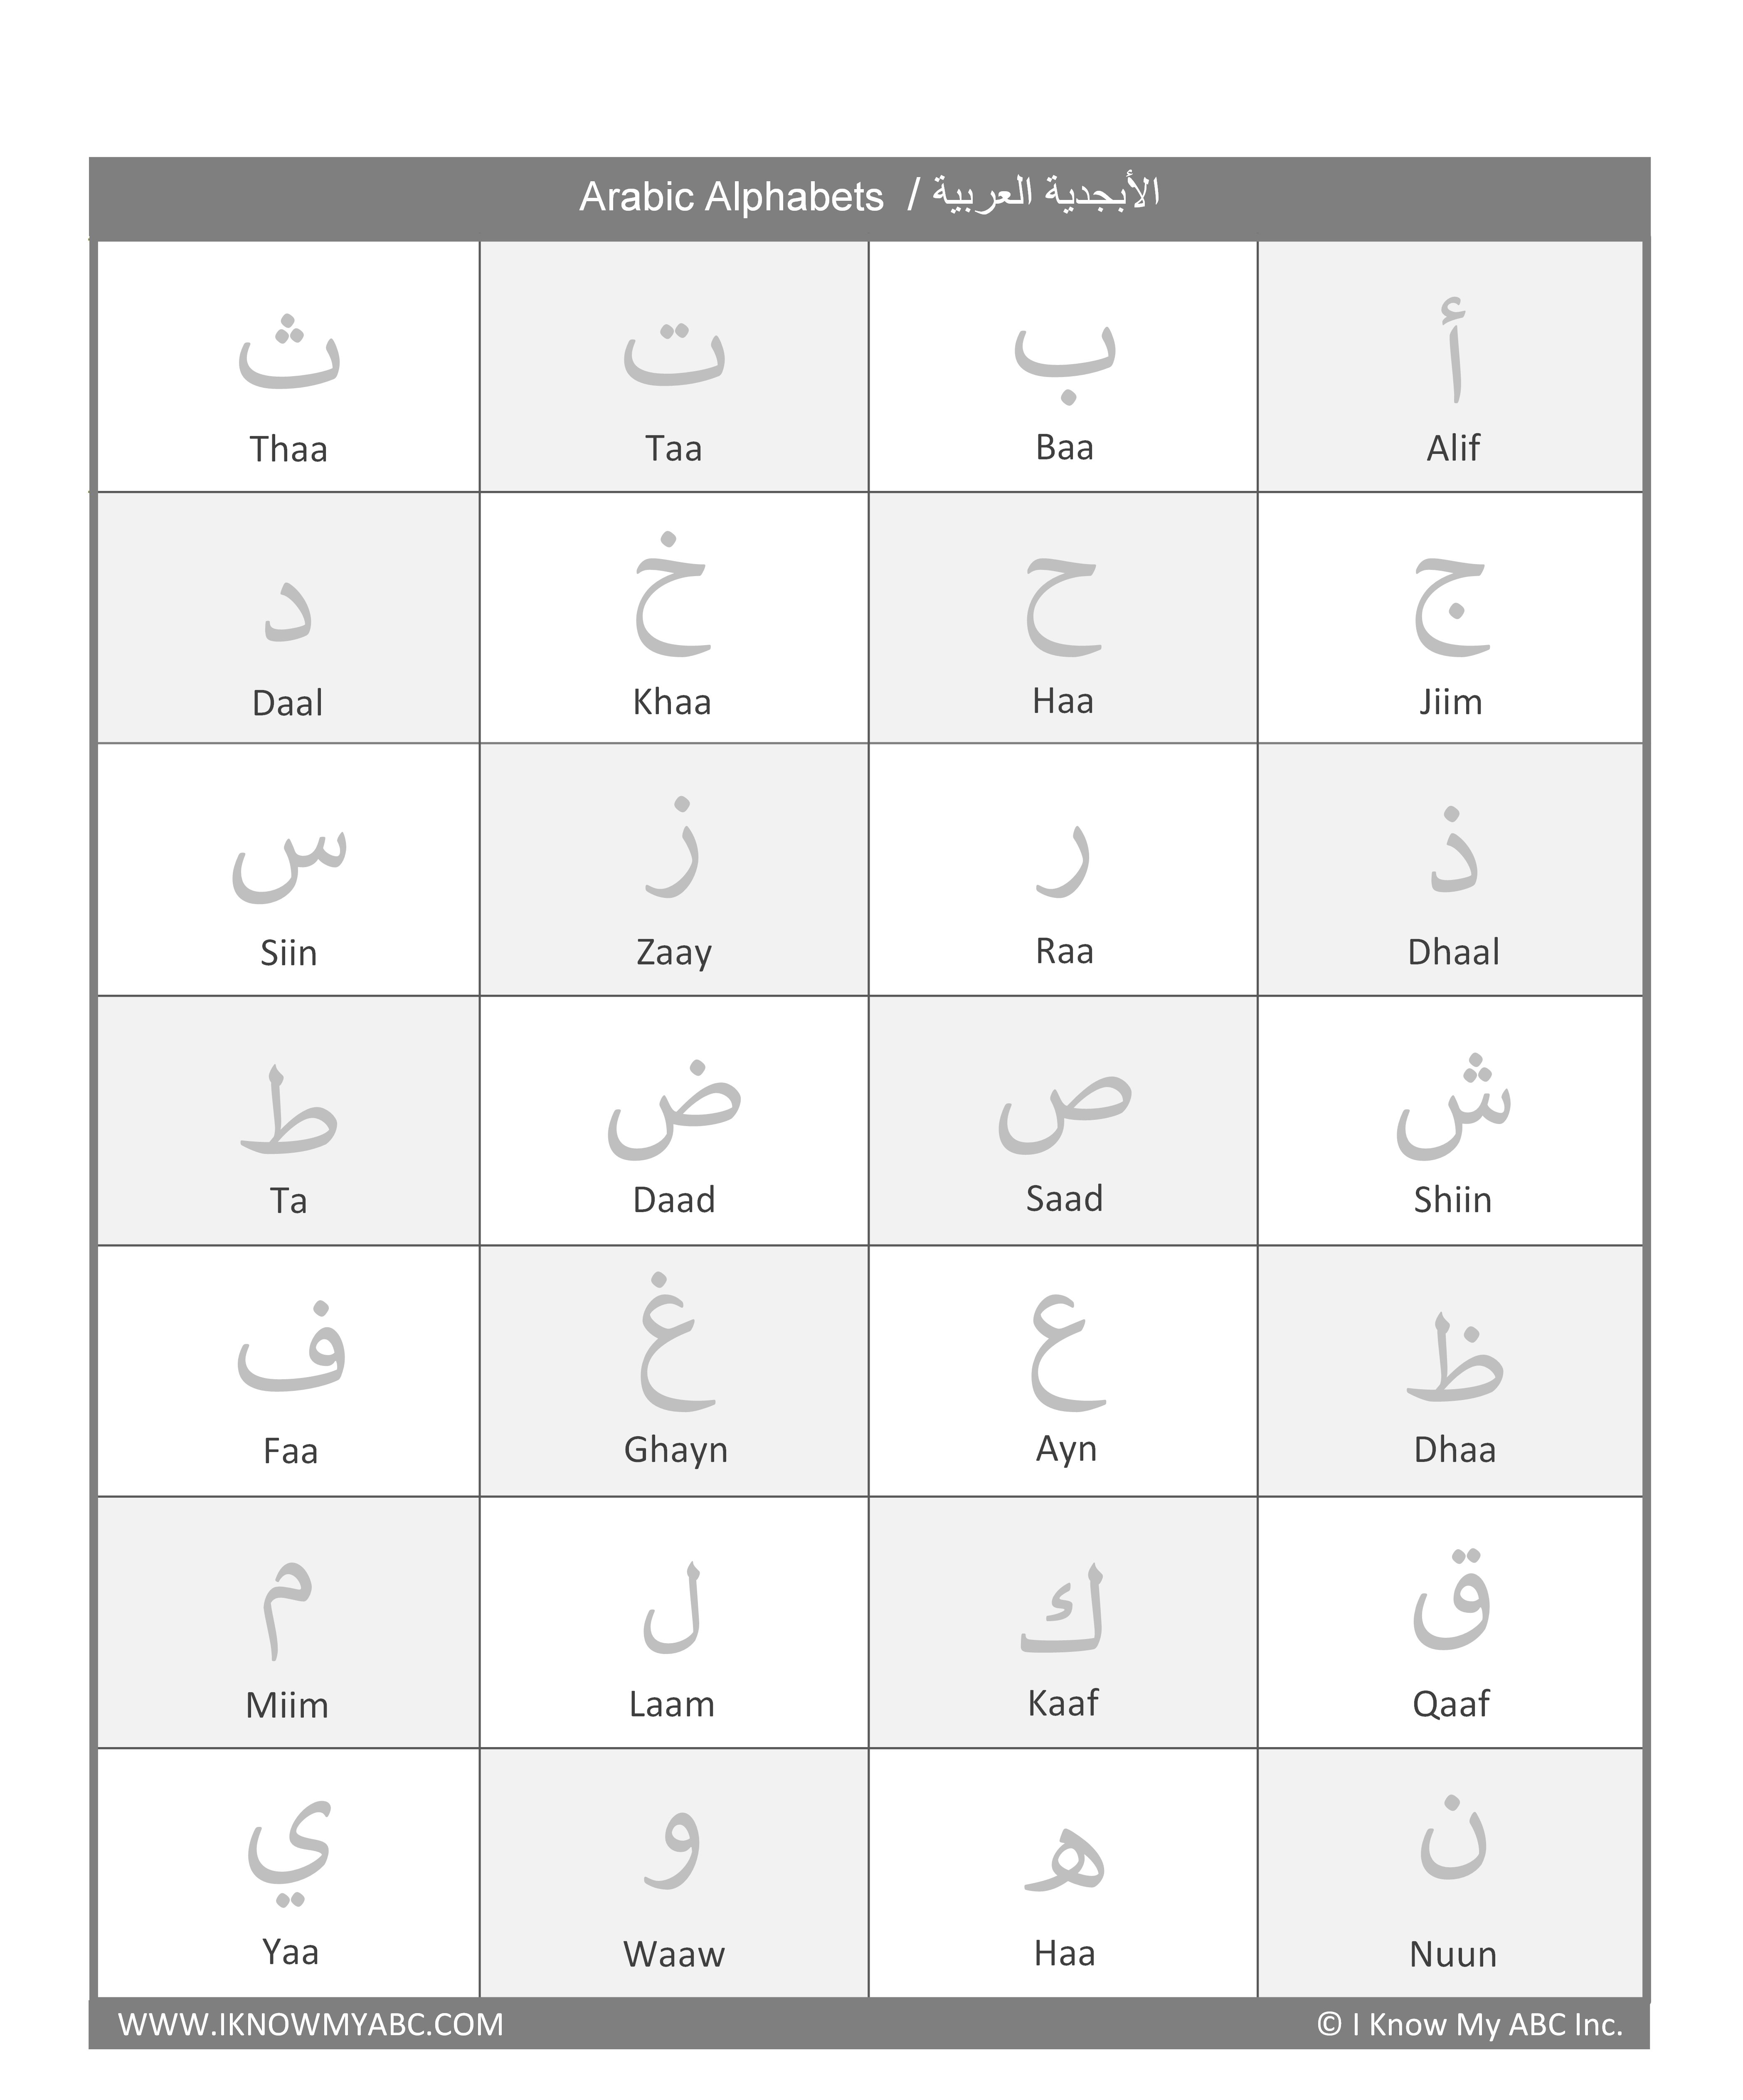 Arabic Alphabets / الأبجدية العربية
أ ب ت ث
Alif Baa Taa Thaa
ج ح خ د
Jiim Haa Khaa Daal
ذ ر ز س
Dhaal Raa Zaay Siin
ش ص ض ط
Shiin Saad Daad Ta
ظ ع غ ف
Dhaa Ayn Ghayn Faa
ق ك ل م
Qaaf Kaaf Laam Miim
ن ه و ي
Nuun Haa Waaw Yaa
WWW.IKNOWMYABC.COM © I Know My ABC Inc.